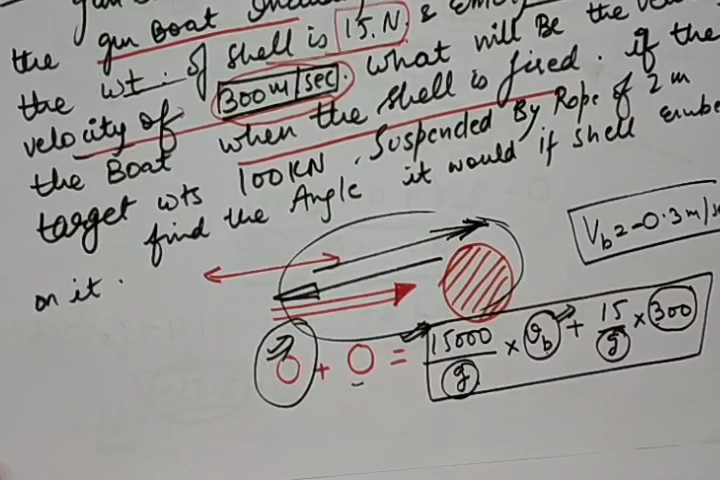 the gun Boat
the wt. of shell is 15.N. &
velocity of 300 m/sec. what will Be the
the Boat when the shell is fired. if the
target wts 100KN. Suspended By Rope of 2 m
find the Angle it would if shell embe
on it.
Vb = -0.3 m/s
0 + 0 = 15000/g × vb + 15/g × 300